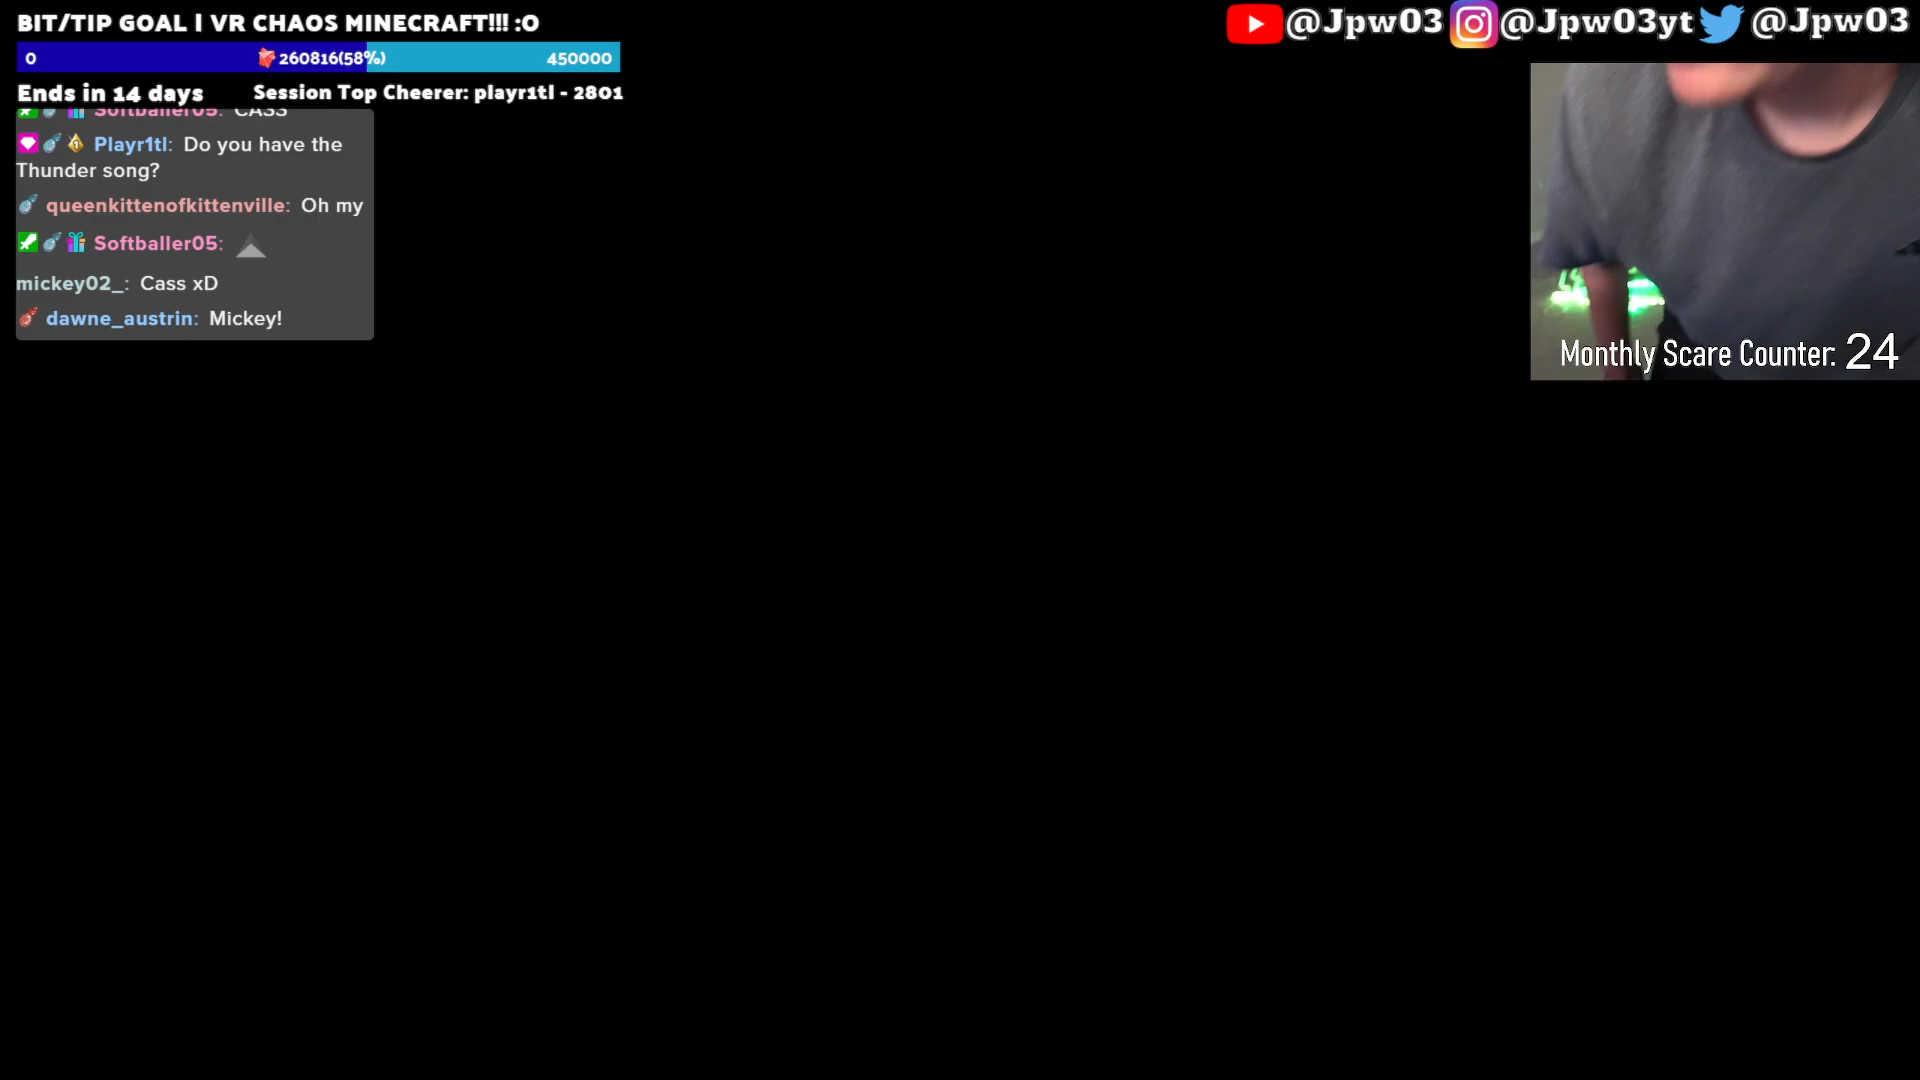 BIT/TIP GOAL | VR CHAOS MINECRAFT!!! :O
@Jpw03 @Jpw03yt @Jpw03
0 260816(58%) 450000
Ends in 14 days Session Top Cheerer: playr1tl - 2801
Softballer05: CASS
Playr1tl: Do you have the
Thunder song?
queenkittenofkittenville: Oh my
Softballer05:
mickey02_: Cass xD
dawne_austrin: Mickey!
Monthly Scare Counter: 24